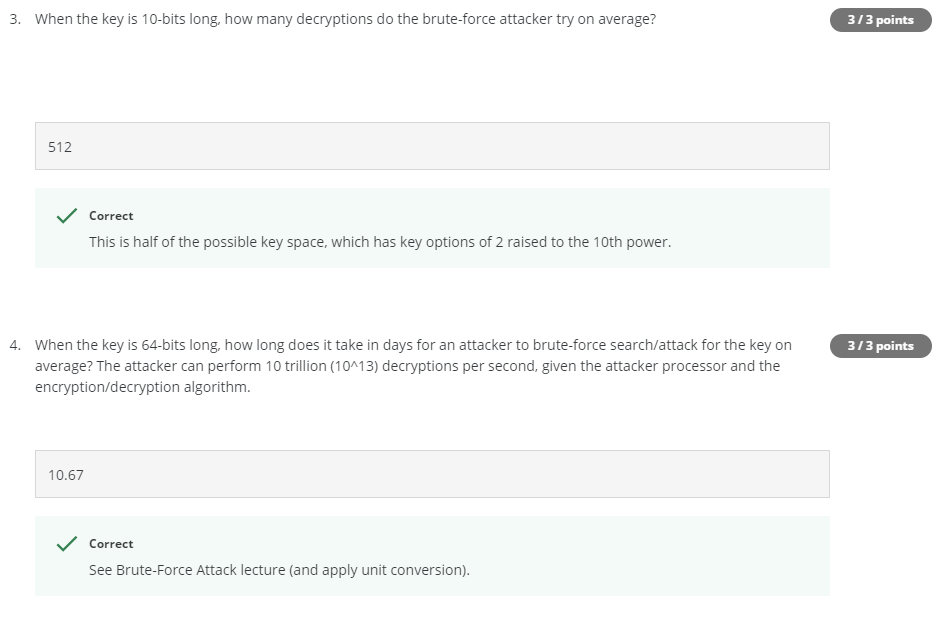 3. When the key is 10-bits long, how many decryptions do the brute-force attacker try on average?
3 / 3 points
512
Correct
This is half of the possible key space, which has key options of 2 raised to the 10th power.
4. When the key is 64-bits long, how long does it take in days for an attacker to brute-force search/attack for the key on
average? The attacker can perform 10 trillion (10^13) decryptions per second, given the attacker processor and the
encryption/decryption algorithm.
3 / 3 points
10.67
Correct
See Brute-Force Attack lecture (and apply unit conversion).